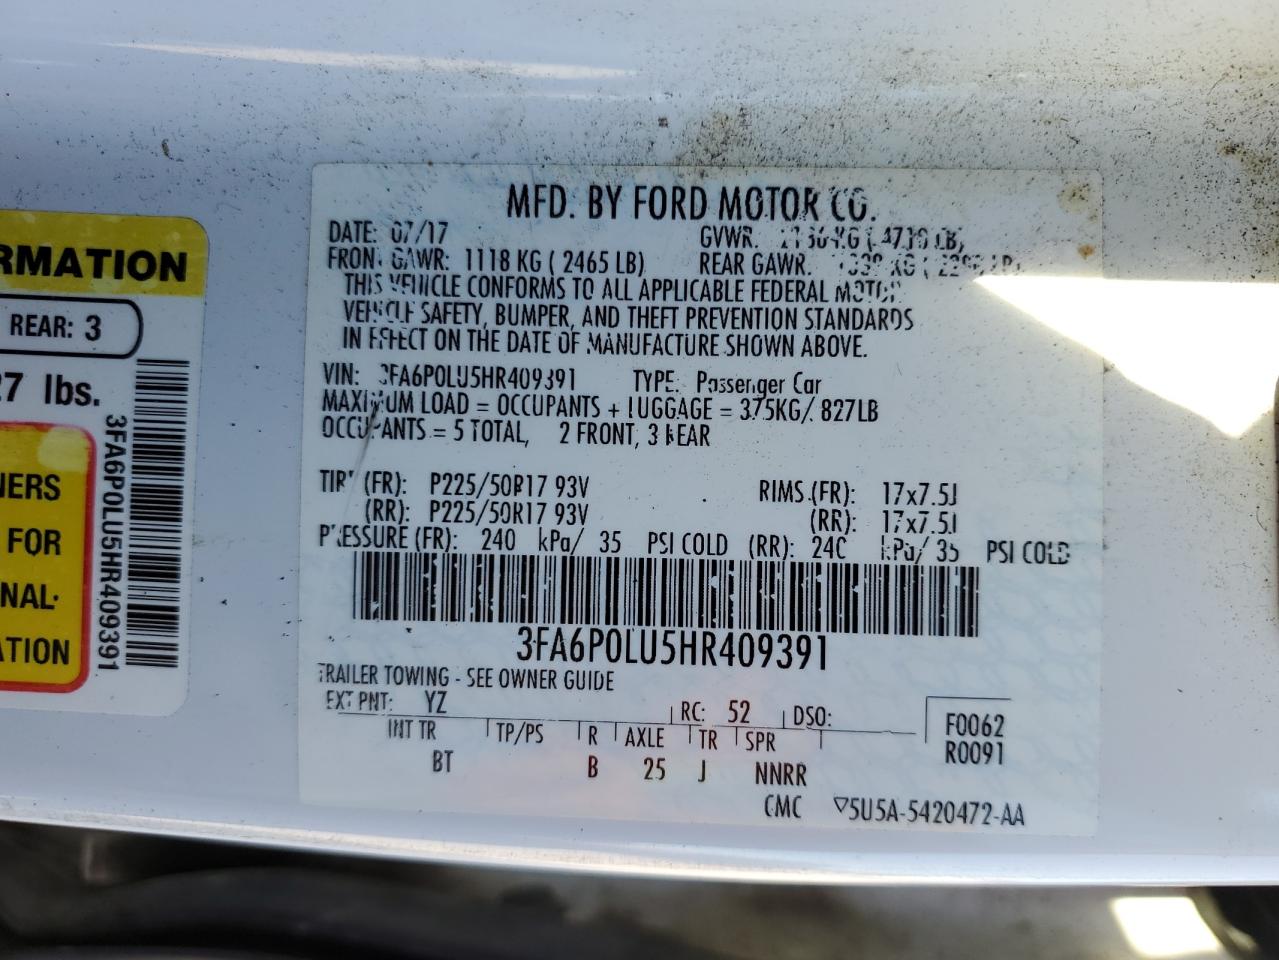 RMATION
REAR: 3
27 lbs.
3FA6P0LU5HR409391
NERS
FOR
NAL·
ATION
MFD. BY FORD MOTOR CO.
DATE: 07/17 GVWR:
FRONT GAWR: 1118 KG ( 2465 LB) REAR GAWR:
THIS VEHICLE CONFORMS TO ALL APPLICABLE FEDERAL MOTOR
VEHICLE SAFETY, BUMPER, AND THEFT PREVENTION STANDARDS
IN EFFECT ON THE DATE OF MANUFACTURE SHOWN ABOVE.
VIN: 3FA6P0LU5HR409391 TYPE: Passenger Car
MAXIMUM LOAD = OCCUPANTS + LUGGAGE = 375KG/ 827LB
OCCUPANTS = 5 TOTAL, 2 FRONT, 3 REAR
TIRE (FR): P225/50R17 93V RIMS (FR): 17x7.5J
(RR): P225/50R17 93V (RR): 17x7.5J
PRESSURE (FR): 240 kPa/ 35 PSI COLD (RR): 240 kPa/ 35 PSI COLD
3FA6P0LU5HR409391
TRAILER TOWING - SEE OWNER GUIDE
EXT PNT: YZ RC: 52 DSO:
INT TR TP/PS R AXLE TR SPR
BT B 25 J NNRR
F0062
R0091
CMC ▽5U5A-5420472-AA